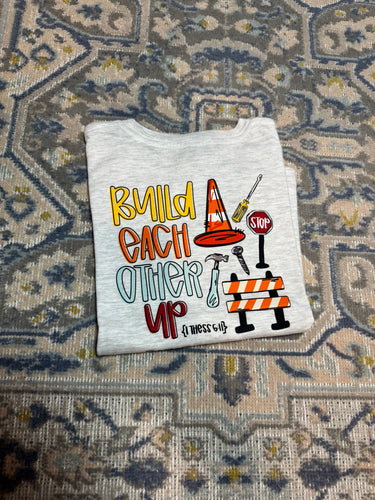 BUILD
EACH
OTHER
UP
{1 THESS 5:11}
STOP